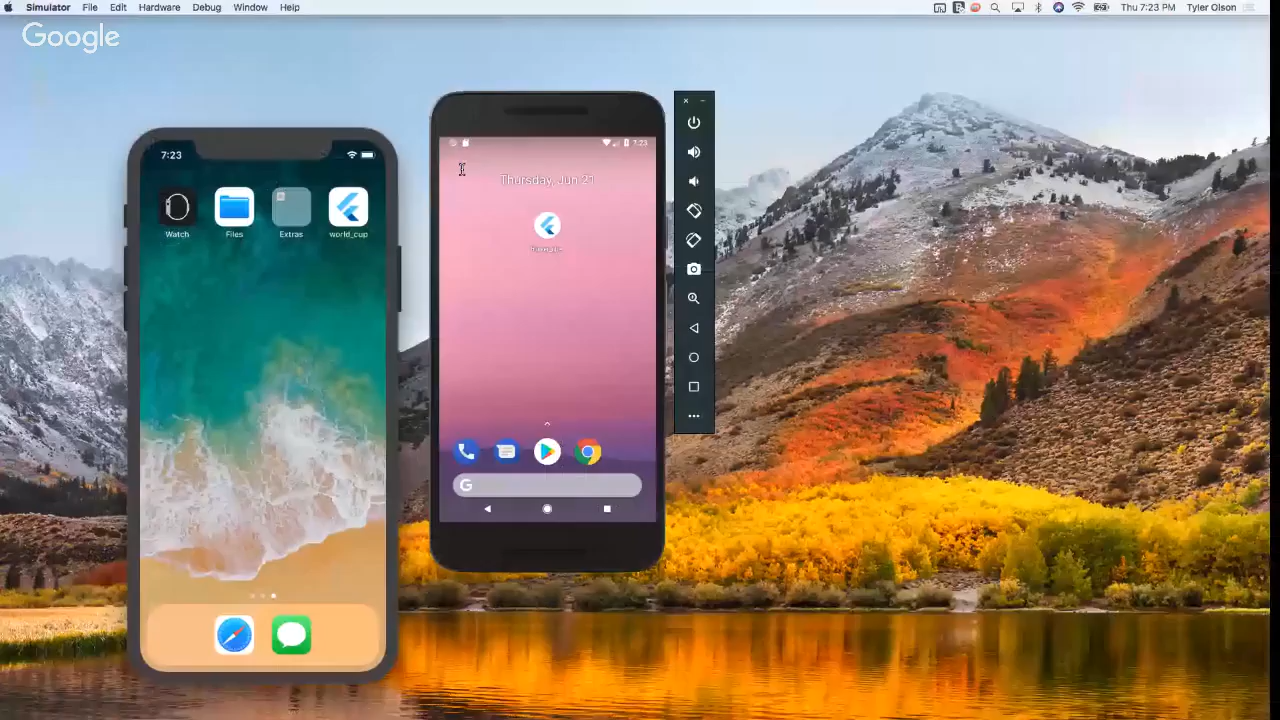 Simulator File Edit Hardware Debug Window Help Thu 7:23 PM Tyler Olson
Google
7:23
Watch Files Extras world_cup
7:23
Thursday, Jun 21
G